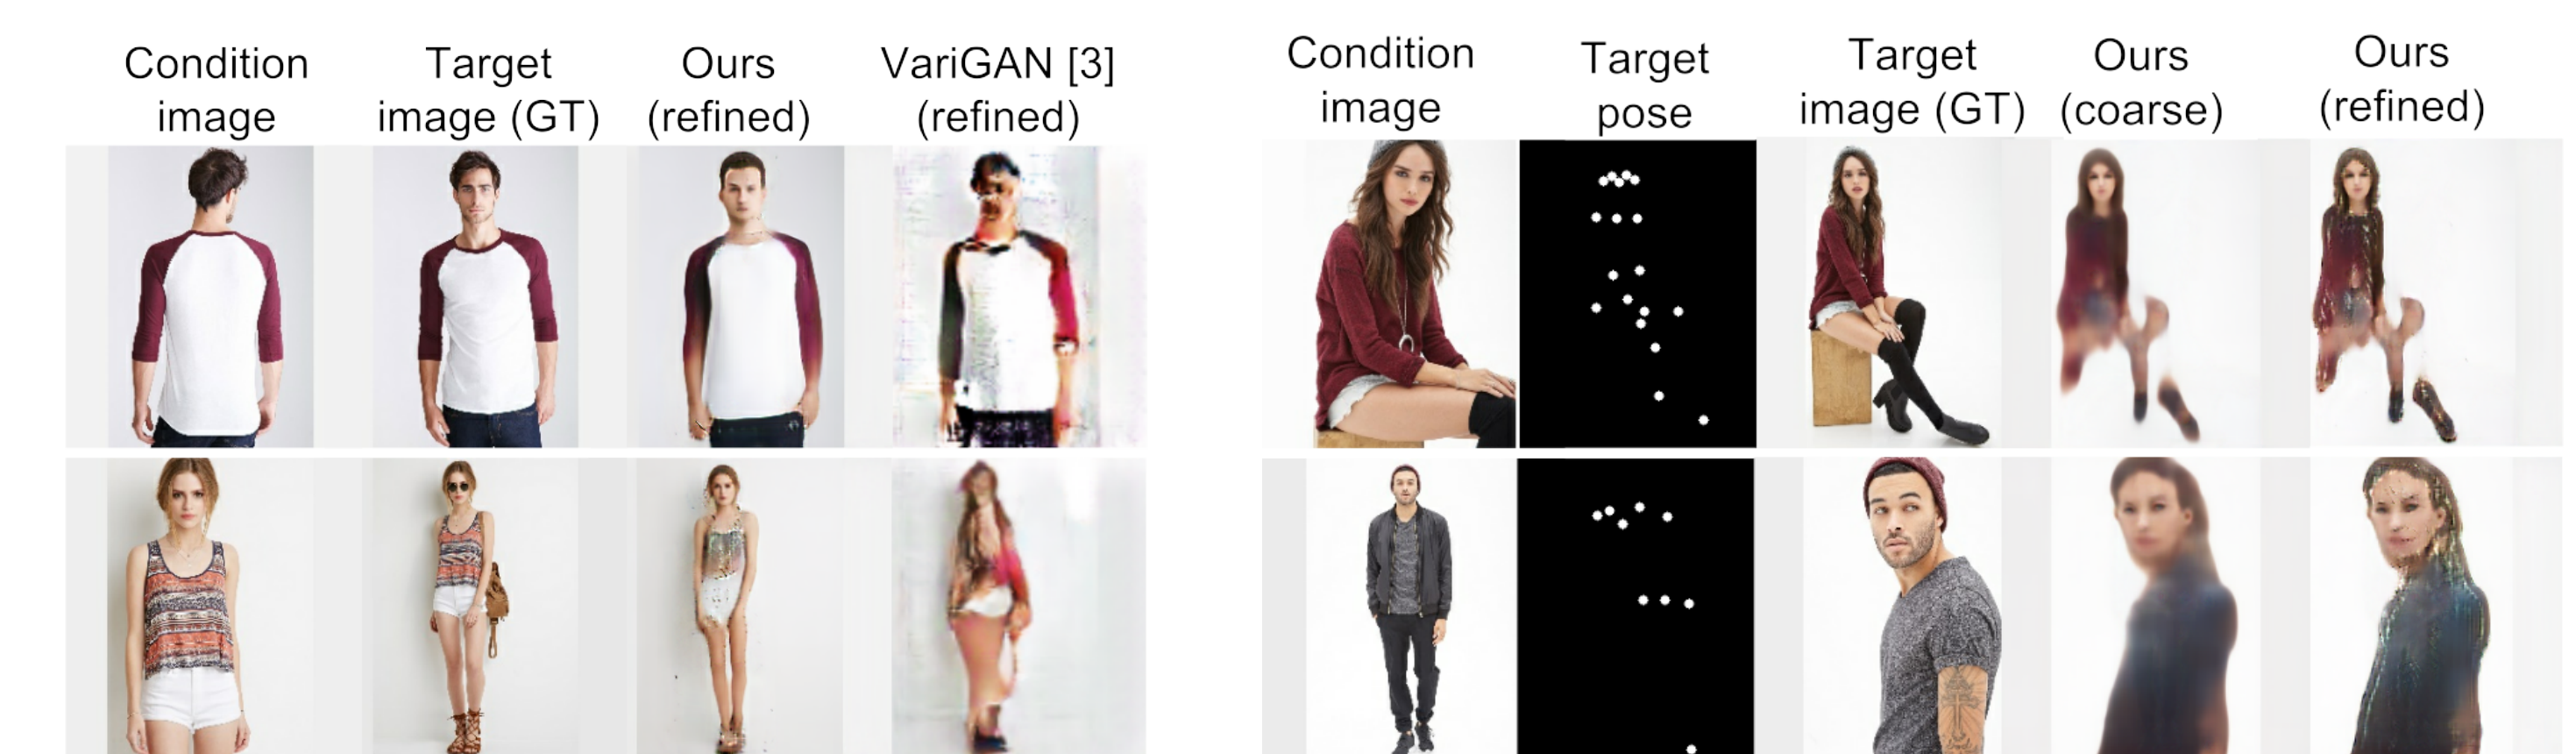 Condition
image
Target
image (GT)
Ours
(refined)
VariGAN [3]
(refined)
Condition
image
Target
pose
Target
image (GT)
Ours
(coarse)
Ours
(refined)